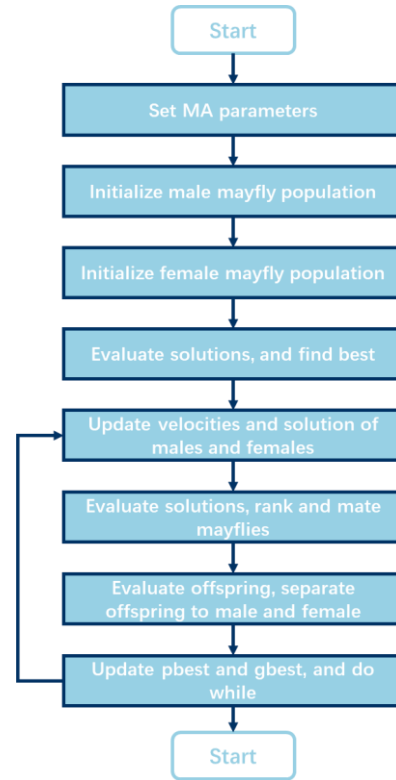 Start
Set MA parameters
Initialize male mayfly population
Initialize female mayfly population
Evaluate solutions, and find best
Update velocities and solution of
males and females
Evaluate solutions, rank and mate
mayflies
Evaluate offspring, separate
offspring to male and female
Update pbest and gbest, and do
while
Start